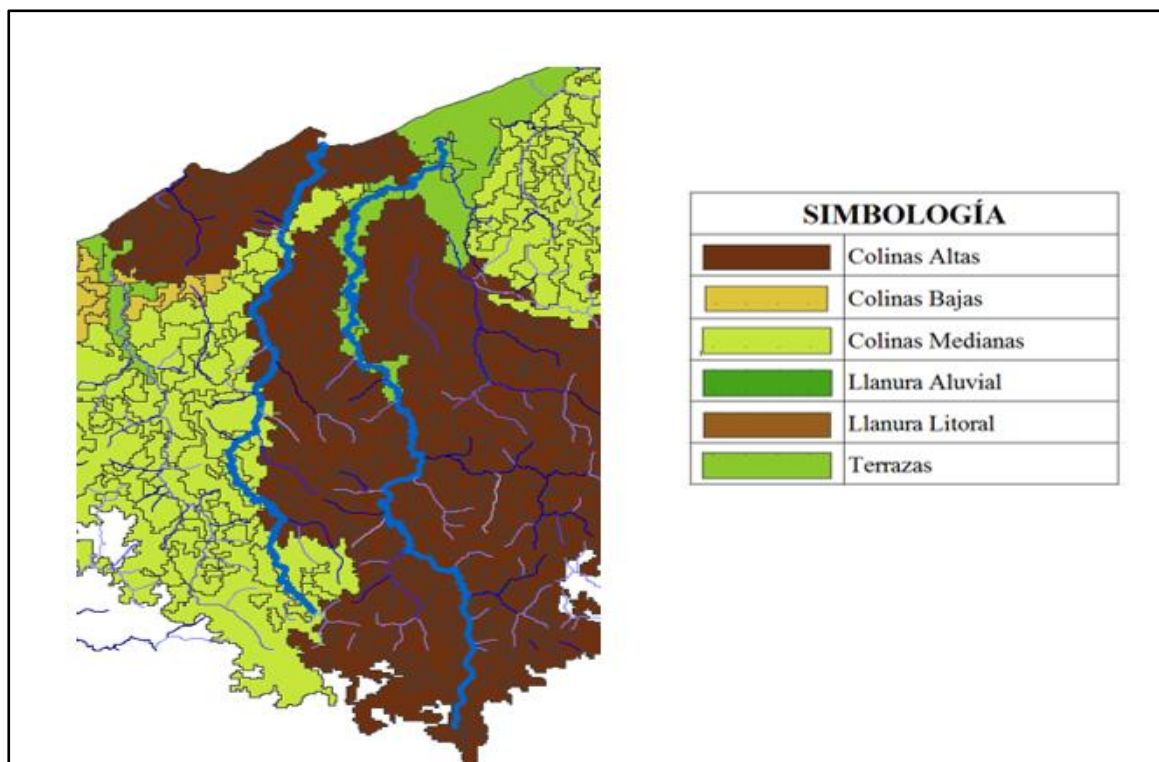 SIMBOLOGÍA
Colinas Altas
Colinas Bajas
Colinas Medianas
Llanura Aluvial
Llanura Litoral
Terrazas